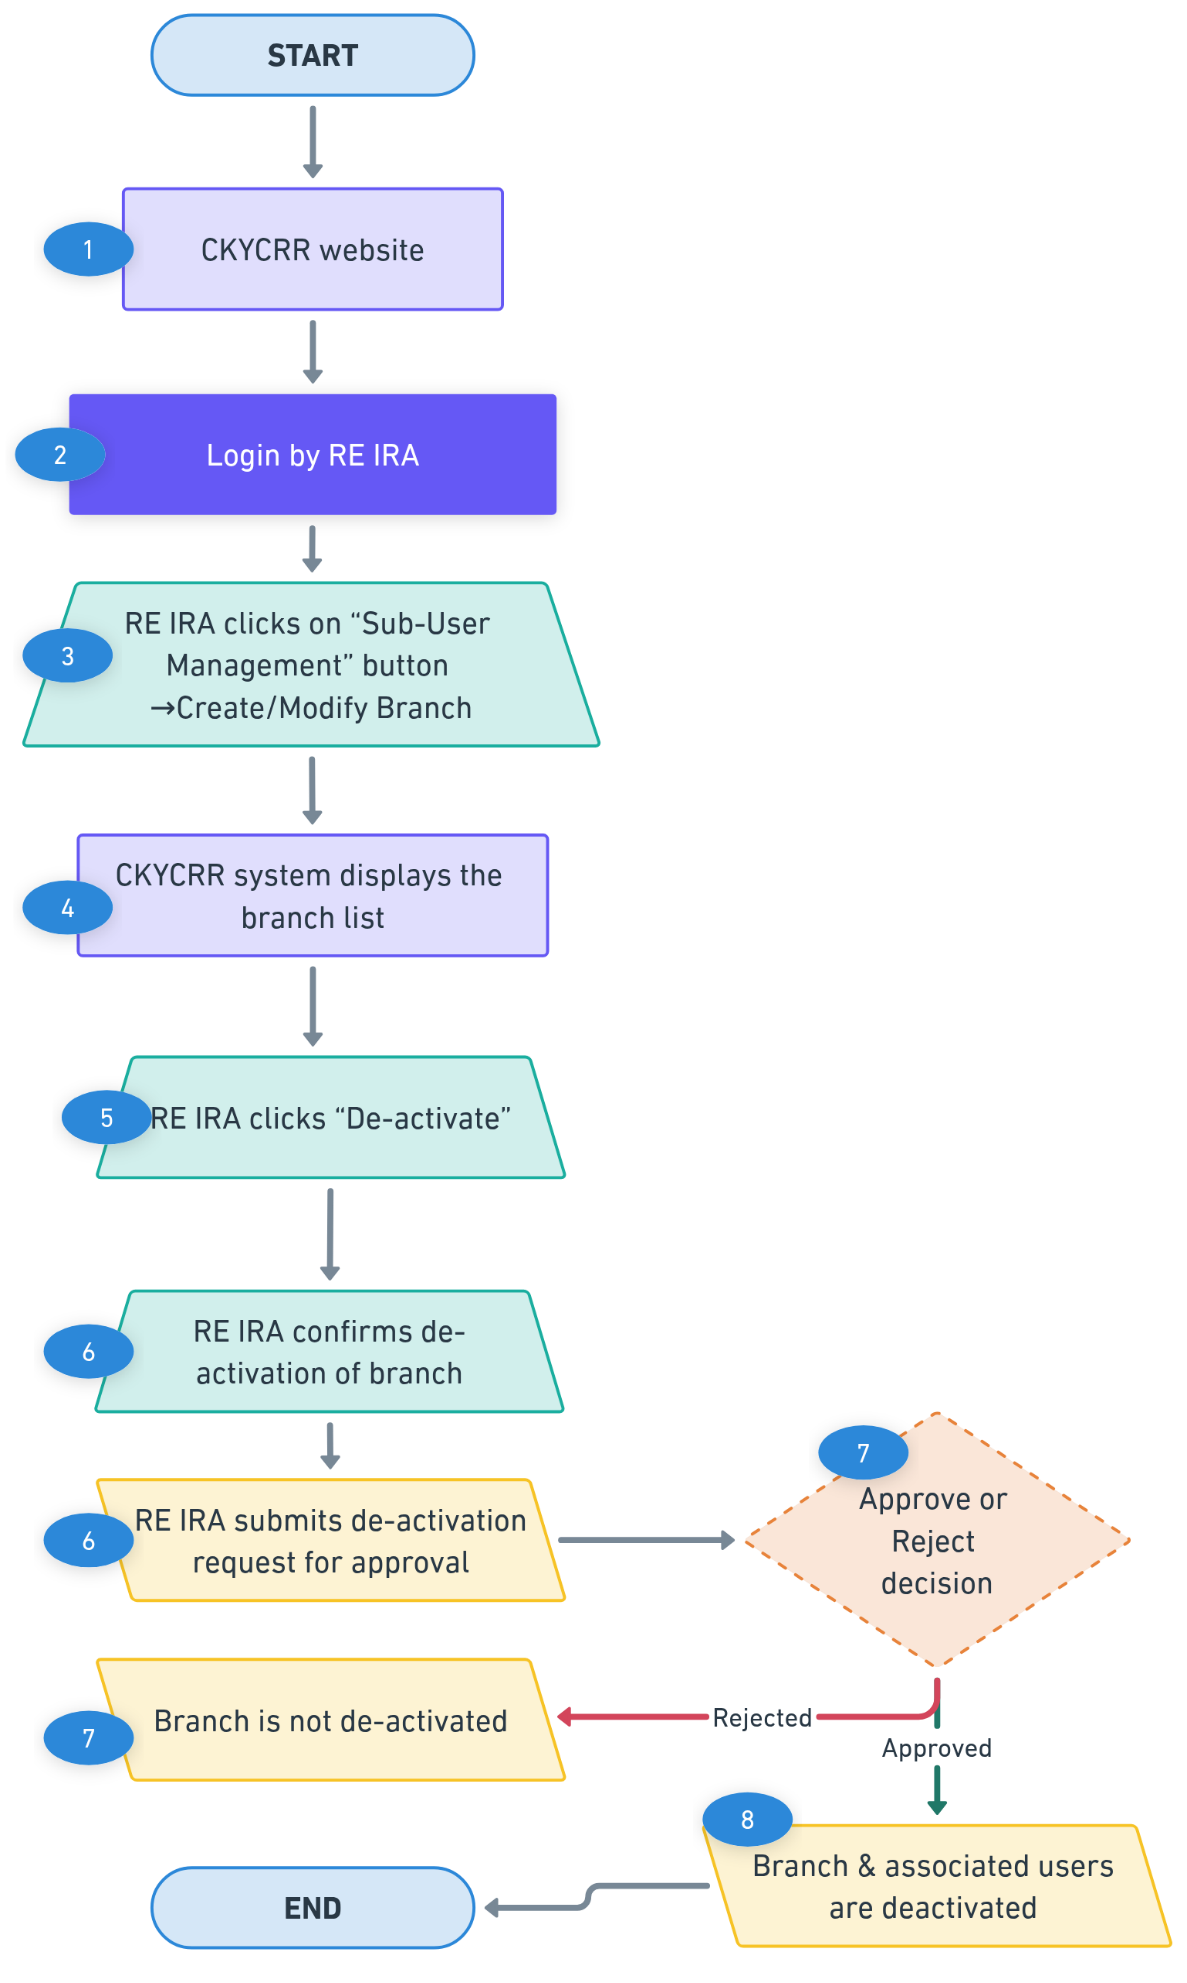 START
1
CKYCRR website
2
Login by RE IRA
3
RE IRA clicks on “Sub-User
Management” button
→Create/Modify Branch
4
CKYCRR system displays the
branch list
5
RE IRA clicks “De-activate”
6
RE IRA confirms de-
activation of branch
6
RE IRA submits de-activation
request for approval
7
Approve or
Reject
decision
7
Branch is not de-activated
Rejected
Approved
8
Branch & associated users
are deactivated
END